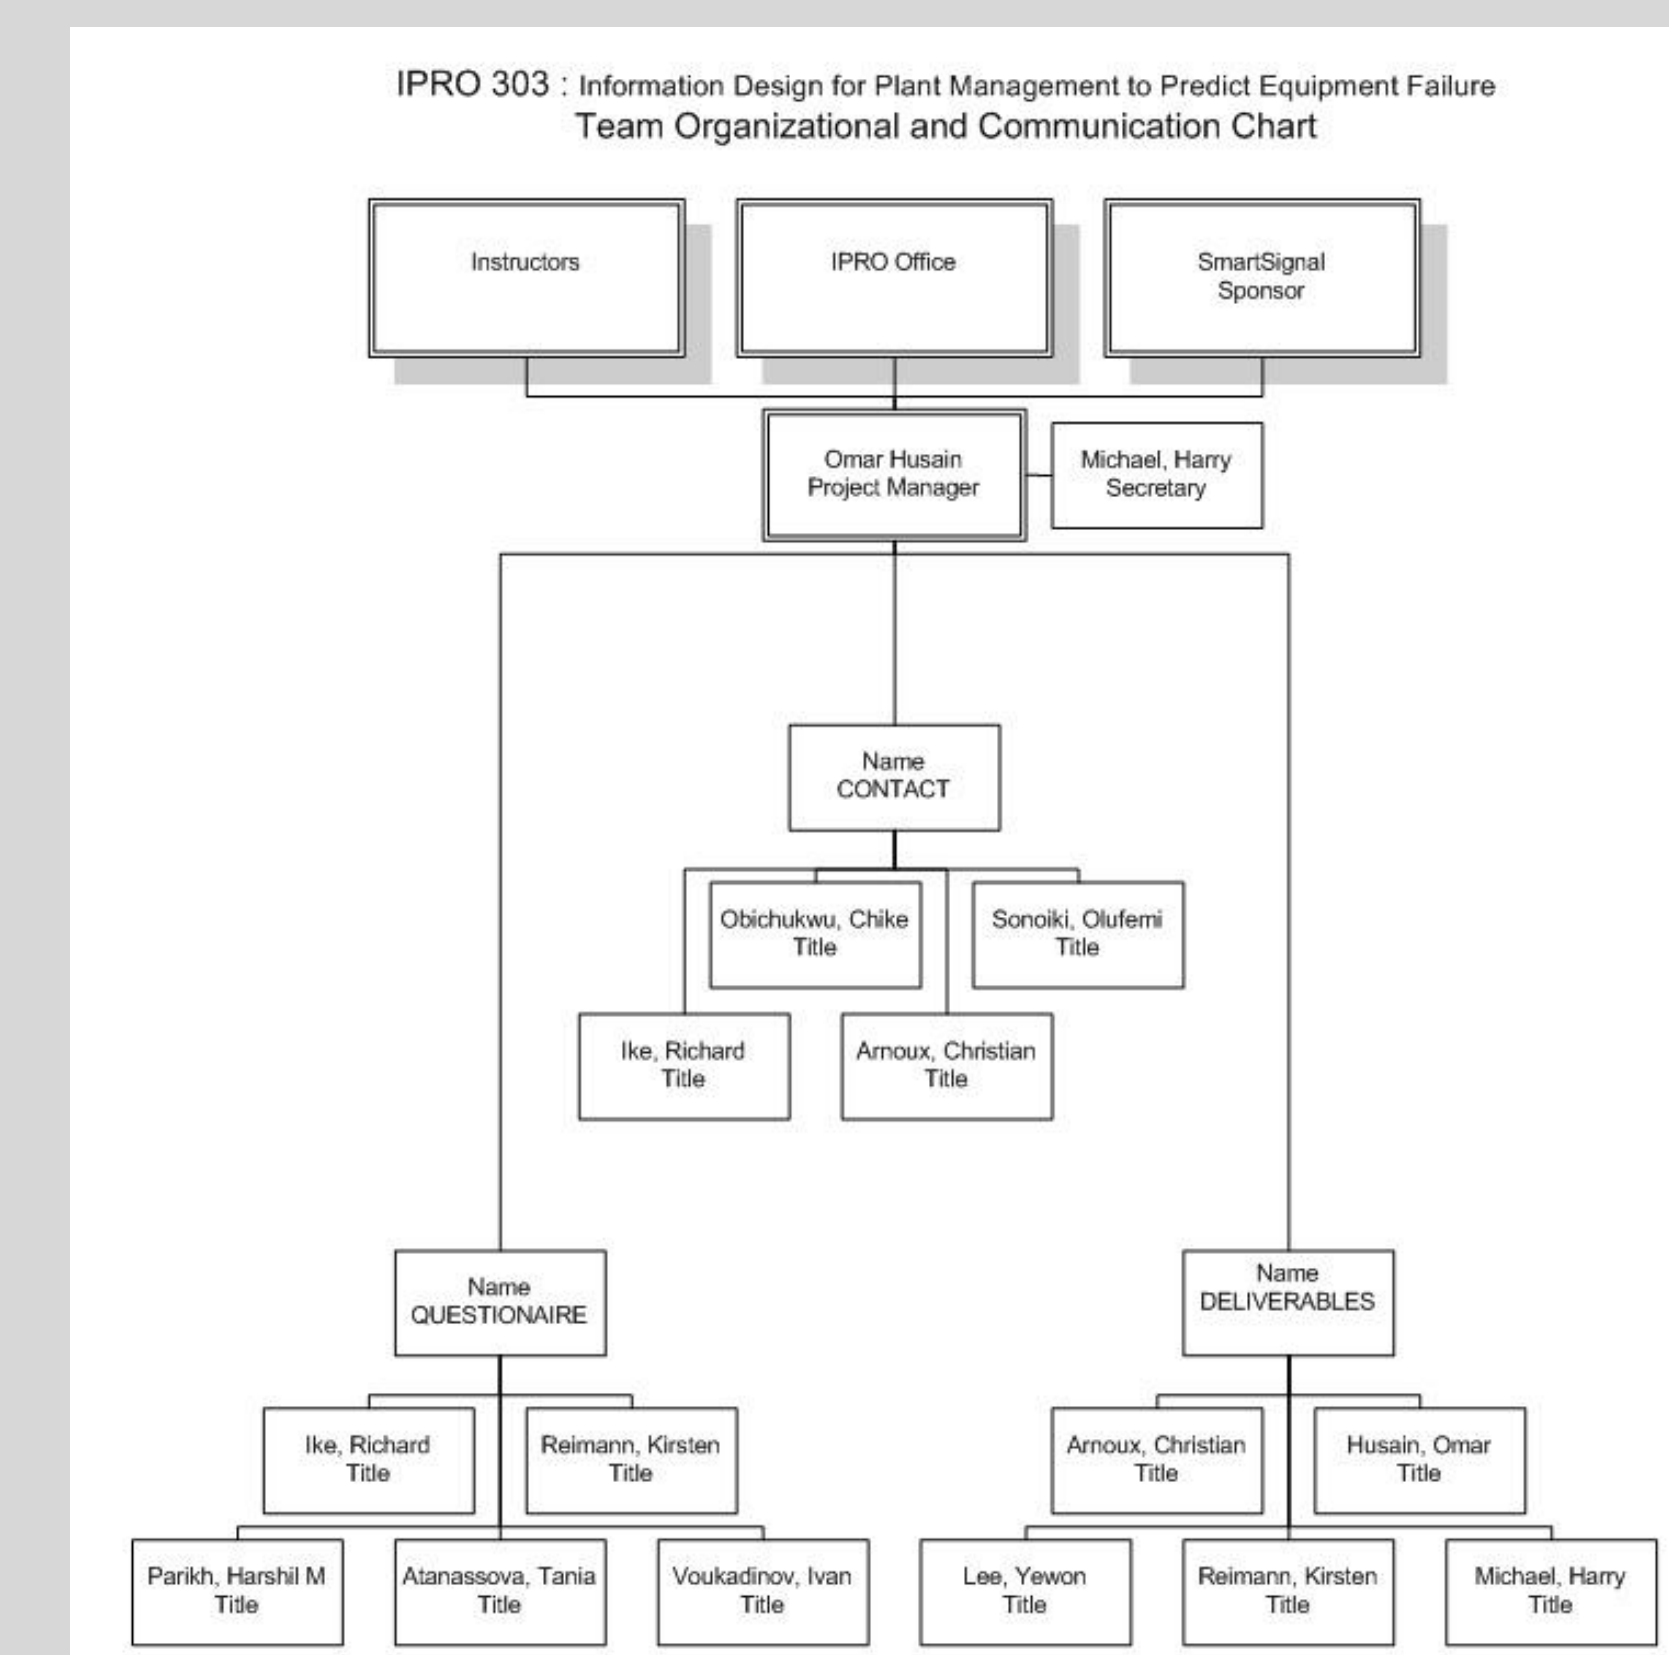 IPRO 303 : Information Design for Plant Management to Predict Equipment Failure
Team Organizational and Communication Chart
Instructors
IPRO Office
SmartSignal
Sponsor
Omar Husain
Project Manager
Michael, Harry
Secretary
Name
CONTACT
Obichukwu, Chike
Title
Sonoiki, Olufemi
Title
Ike, Richard
Title
Arnoux, Christian
Title
Name
QUESTIONAIRE
Name
DELIVERABLES
Ike, Richard
Title
Reimann, Kirsten
Title
Arnoux, Christian
Title
Husain, Omar
Title
Parikh, Harshil M
Title
Atanassova, Tania
Title
Voukadinov, Ivan
Title
Lee, Yewon
Title
Reimann, Kirsten
Title
Michael, Harry
Title